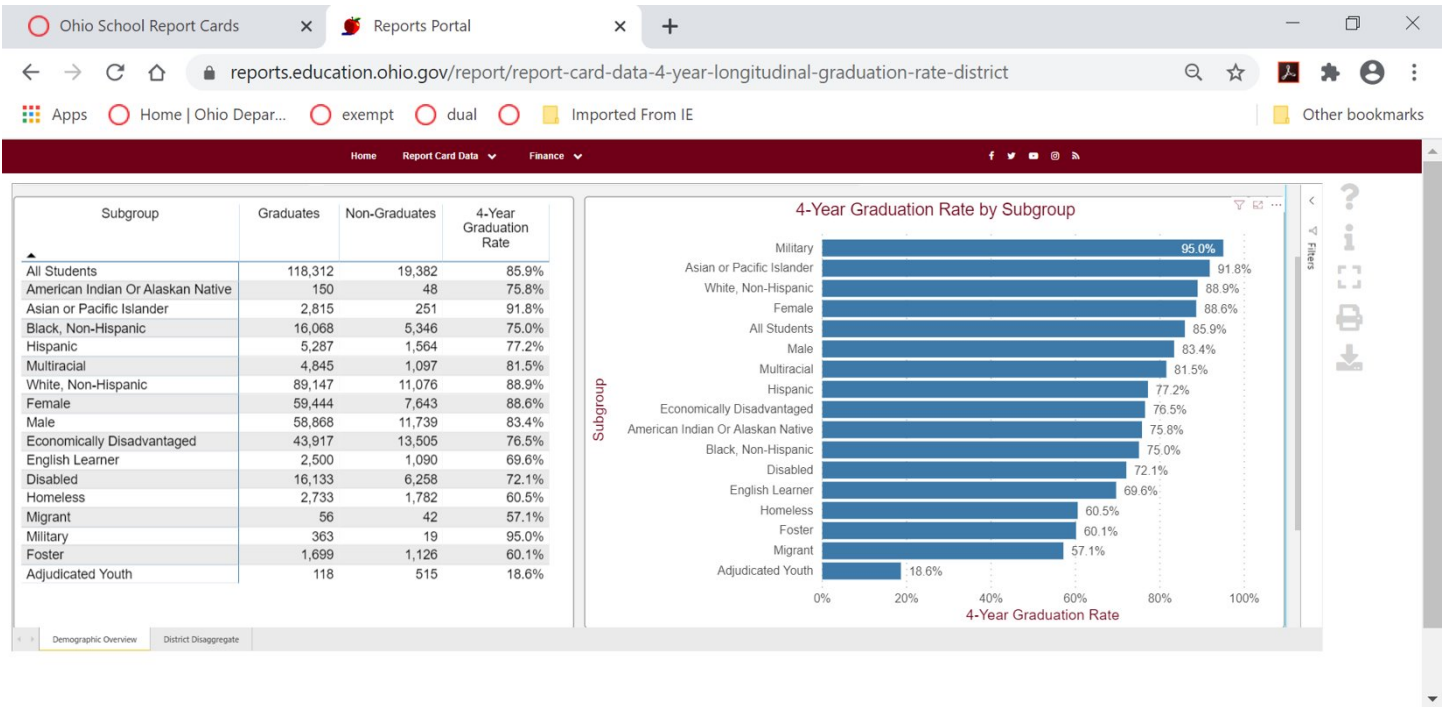 Ohio School Report Cards
Reports Portal
reports.education.ohio.gov/report/report-card-data-4-year-longitudinal-graduation-rate-district
Apps Home | Ohio Depar... exempt dual Imported From IE Other bookmarks
Home Report Card Data Finance
Subgroup Graduates Non-Graduates 4-Year Graduation Rate
All Students 118,312 19,382 85.9%
American Indian Or Alaskan Native 150 48 75.8%
Asian or Pacific Islander 2,815 251 91.8%
Black, Non-Hispanic 16,068 5,346 75.0%
Hispanic 5,287 1,564 77.2%
Multiracial 4,845 1,097 81.5%
White, Non-Hispanic 89,147 11,076 88.9%
Female 59,444 7,643 88.6%
Male 58,868 11,739 83.4%
Economically Disadvantaged 43,917 13,505 76.5%
English Learner 2,500 1,090 69.6%
Disabled 16,133 6,258 72.1%
Homeless 2,733 1,782 60.5%
Migrant 56 42 57.1%
Military 363 19 95.0%
Foster 1,699 1,126 60.1%
Adjudicated Youth 118 515 18.6%
4-Year Graduation Rate by Subgroup
Subgroup
Military 95.0%
Asian or Pacific Islander 91.8%
White, Non-Hispanic 88.9%
Female 88.6%
All Students 85.9%
Male 83.4%
Multiracial 81.5%
Hispanic 77.2%
Economically Disadvantaged 76.5%
American Indian Or Alaskan Native 75.8%
Black, Non-Hispanic 75.0%
Disabled 72.1%
English Learner 69.6%
Homeless 60.5%
Foster 60.1%
Migrant 57.1%
Adjudicated Youth 18.6%
0% 20% 40% 60% 80% 100%
4-Year Graduation Rate
Filters
Demographic Overview District Disaggregate